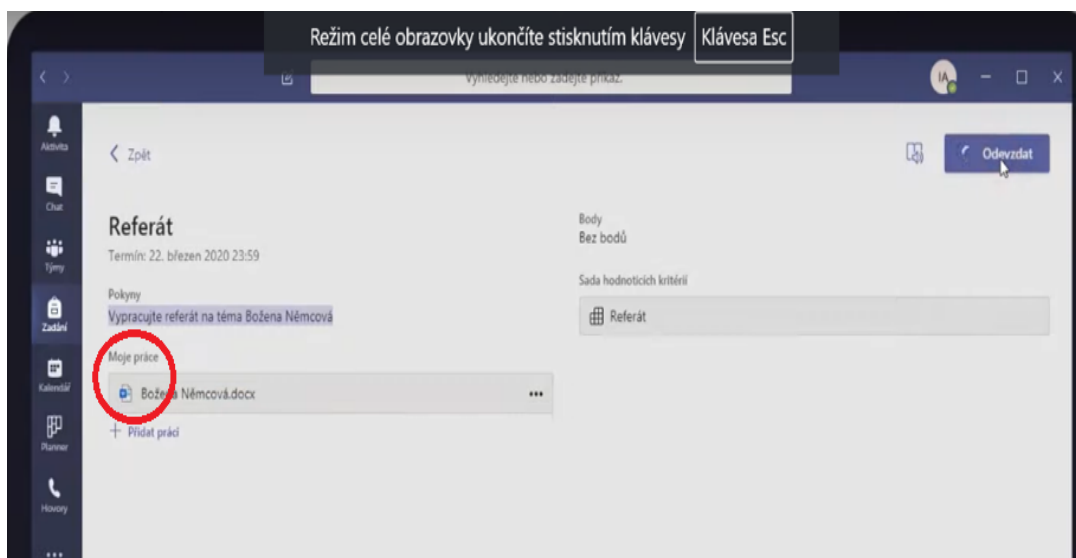 Režim celé obrazovky ukončíte stisknutím klávesy Klávesa Esc
Vyhledejte nebo zadejte příkaz.
IA
Aktivita
Chat
Týmy
Zadání
Kalendář
Planner
Hovory
Zpět
Odevzdat
Referát
Termín: 22. březen 2020 23:59
Pokyny
Vypracujte referát na téma Božena Němcová
Moje práce
Božena Němcová.docx
Přidat práci
Body
Bez bodů
Sada hodnoticích kritérií
Referát